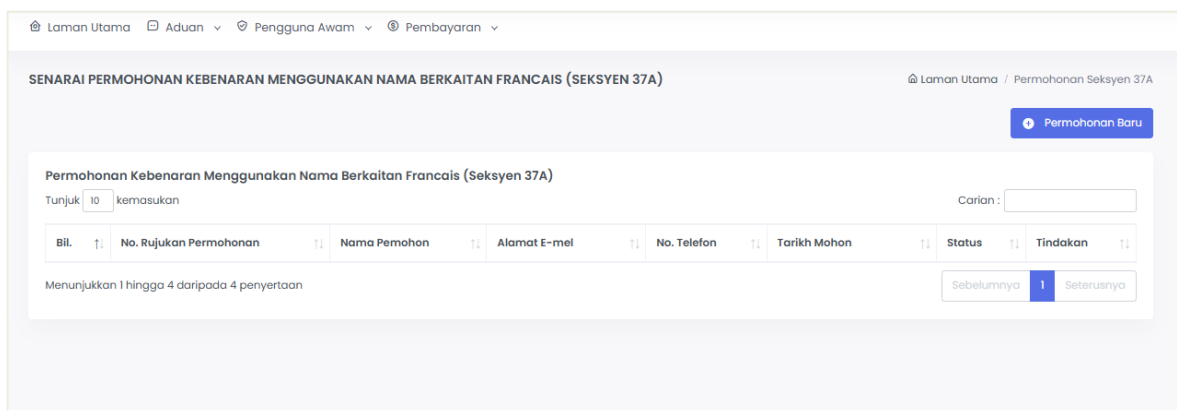 Laman Utama Aduan Pengguna Awam Pembayaran
SENARAI PERMOHONAN KEBENARAN MENGGUNAKAN NAMA BERKAITAN FRANCAIS (SEKSYEN 37A) Laman Utama / Permohonan Seksyen 37A
Permohonan Baru
Permohonan Kebenaran Menggunakan Nama Berkaitan Francais (Seksyen 37A)
Tunjuk 10 kemasukan Carian :
Bil. No. Rujukan Permohonan Nama Pemohon Alamat E-mel No. Telefon Tarikh Mohon Status Tindakan
Menunjukkan 1 hingga 4 daripada 4 penyertaan Sebelumnya 1 Seterusnya